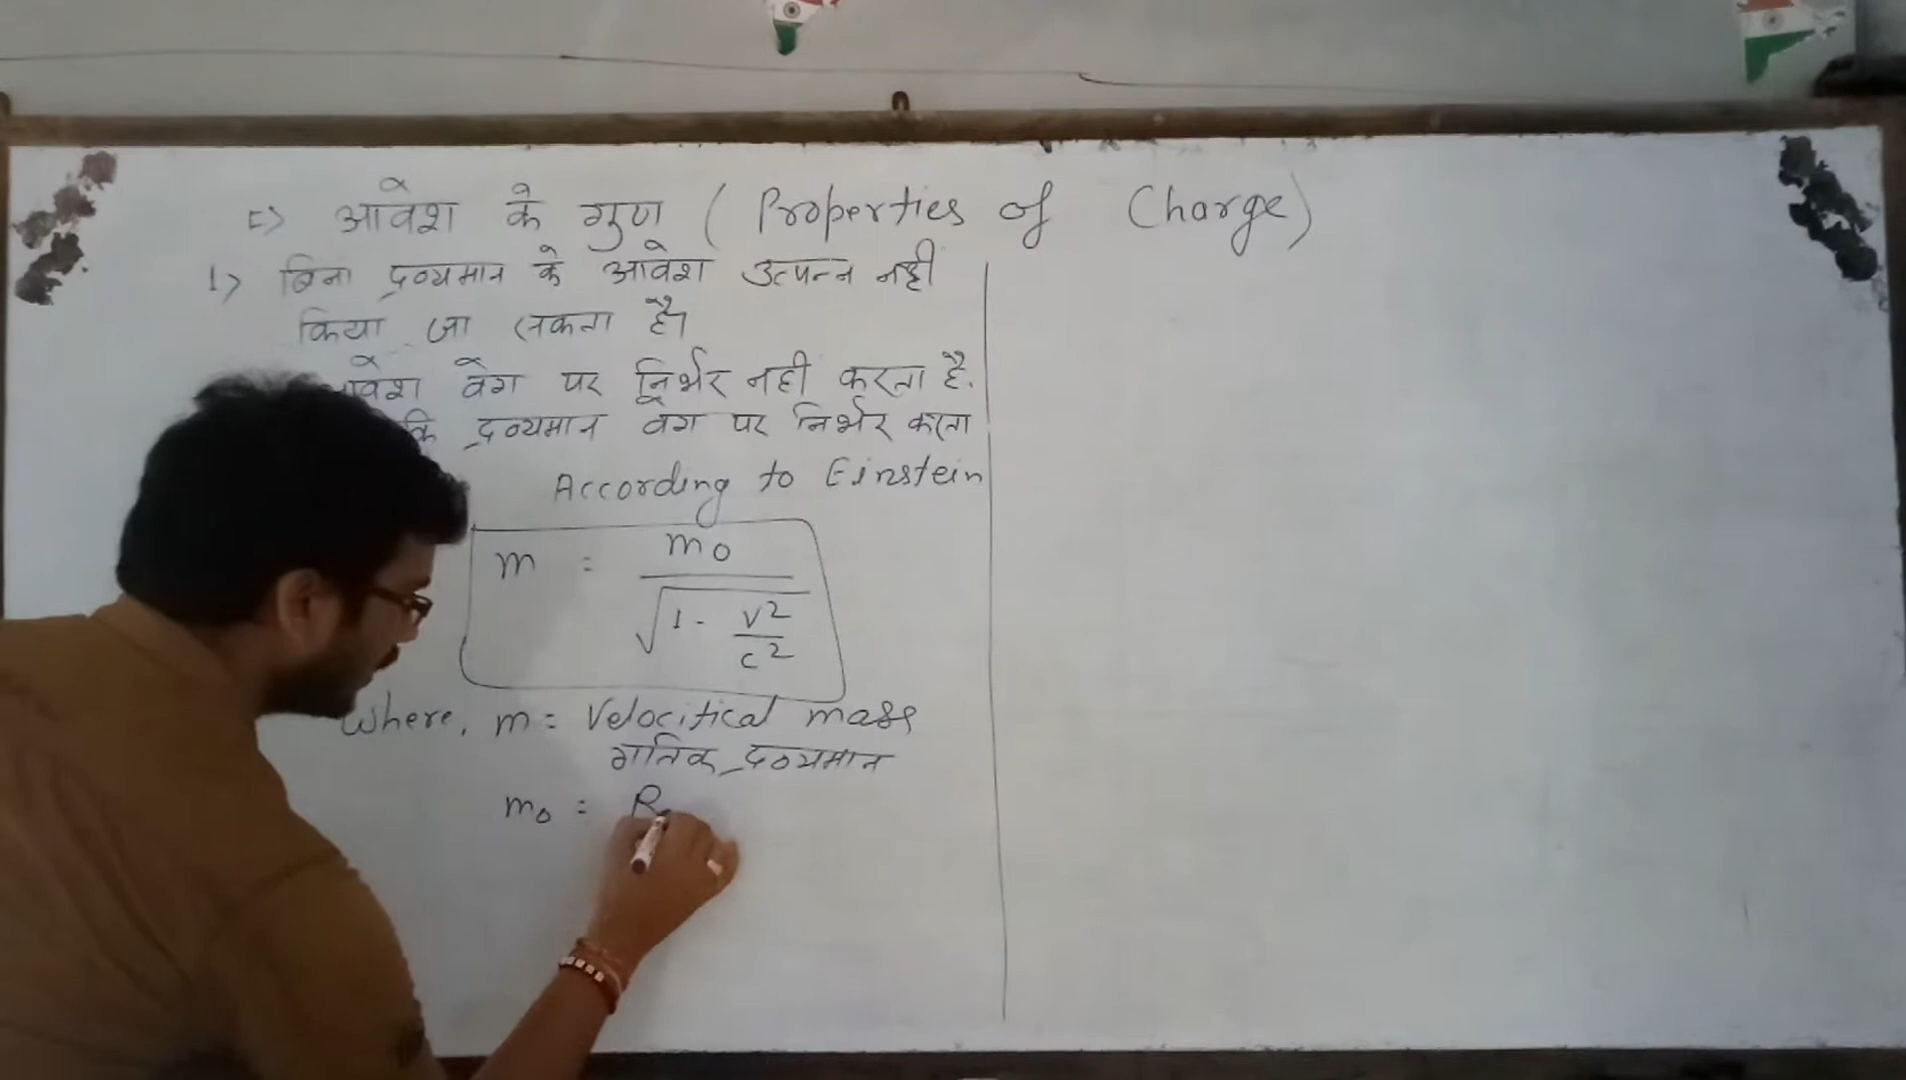 E> आवेश के गुण ( Properties of Charge)
1> बिना द्रव्यमान के आवेश उत्पन्न नही
किया जा सकता है।
वेग पर निर्भर नही करता है.
द्रव्यमान वेग पर निर्भर करता
According to Einstein
m = m0 / √1 - v² / c²
Where, m = Velocitical mass
गतिक द्रव्यमान
m0 =